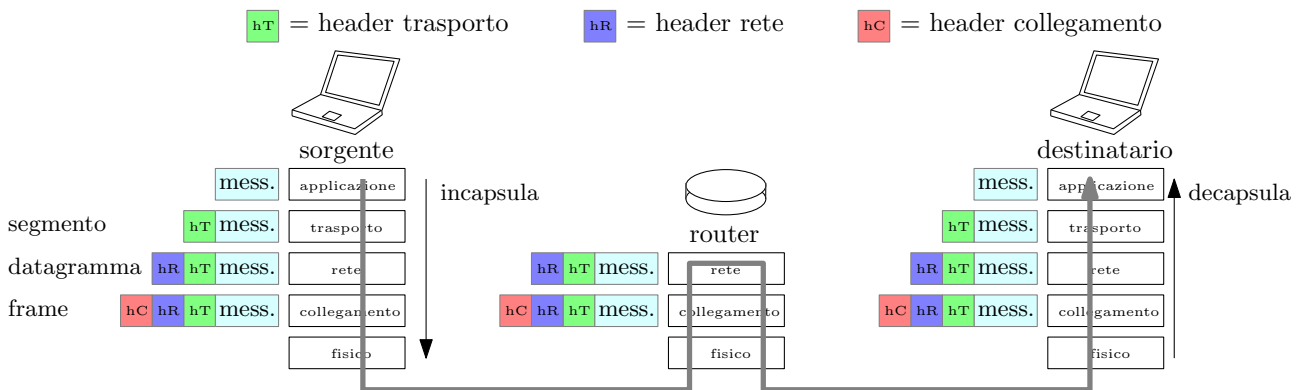 hT = header trasporto
hR = header rete
hC = header collegamento
sorgente
destinatario
mess. applicazione
incapsula
mess. applicazione
decapsula
segmento
hT mess. trasporto
router
hT mess. trasporto
datagramma
hR hT mess. rete
hR hT mess. rete
hR hT mess. rete
frame
hC hR hT mess. collegamento
hC hR hT mess. collegamento
hC hR hT mess. collegamento
fisico
fisico
fisico